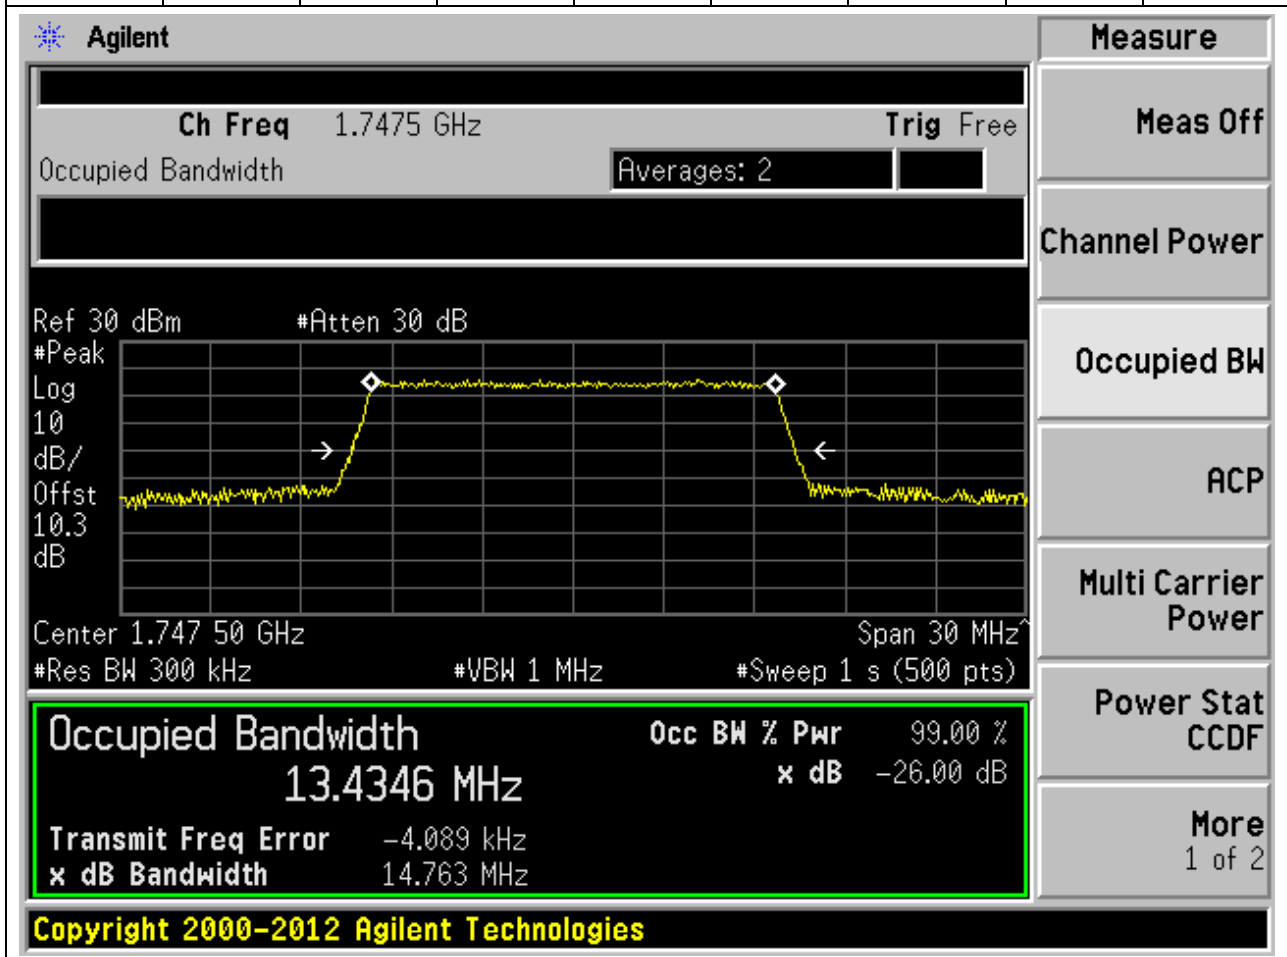 Agilent
Measure
Ch Freq 1.7475 GHz Trig Free
Occupied Bandwidth Averages: 2
Meas Off
Channel Power
Occupied BW
ACP
Multi Carrier
Power
Power Stat
CCDF
More
1 of 2
Ref 30 dBm #Atten 30 dB
#Peak
Log
10
dB/
Offst
10.3
dB
Center 1.747 50 GHz Span 30 MHz^
#Res BW 300 kHz #VBW 1 MHz #Sweep 1 s (500 pts)
Occupied Bandwidth Occ BW % Pwr 99.00 %
13.4346 MHz x dB -26.00 dB
Transmit Freq Error -4.089 kHz
x dB Bandwidth 14.763 MHz
Copyright 2000-2012 Agilent Technologies